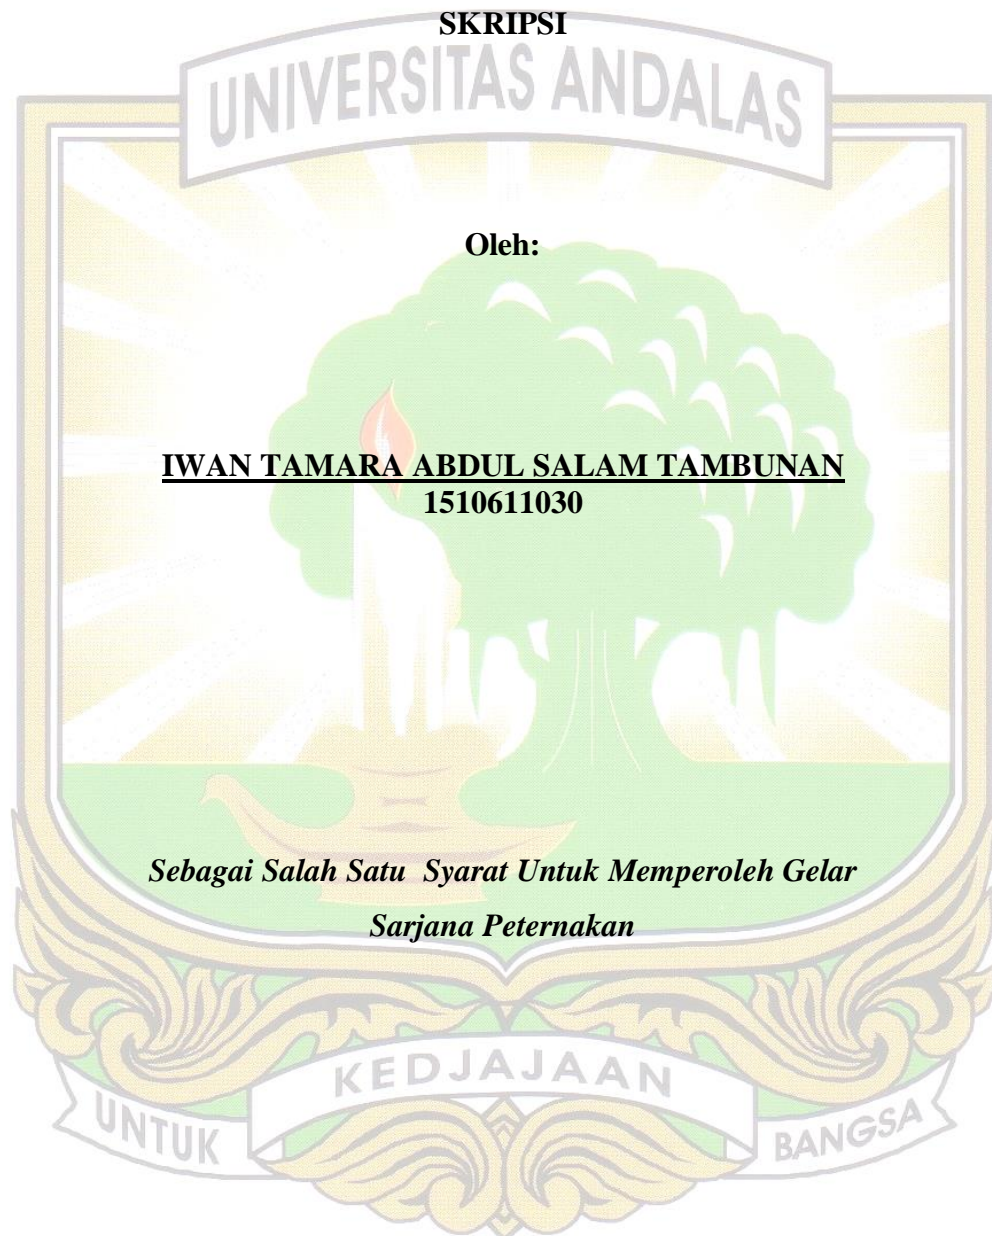 SKRIPSI
UNIVERSITAS ANDALAS
Oleh:
IWAN TAMARA ABDUL SALAM TAMBUNAN
1510611030
Sebagai Salah Satu Syarat Untuk Memperoleh Gelar
Sarjana Peternakan
UNTUK KEDJAJAAN BANGSA